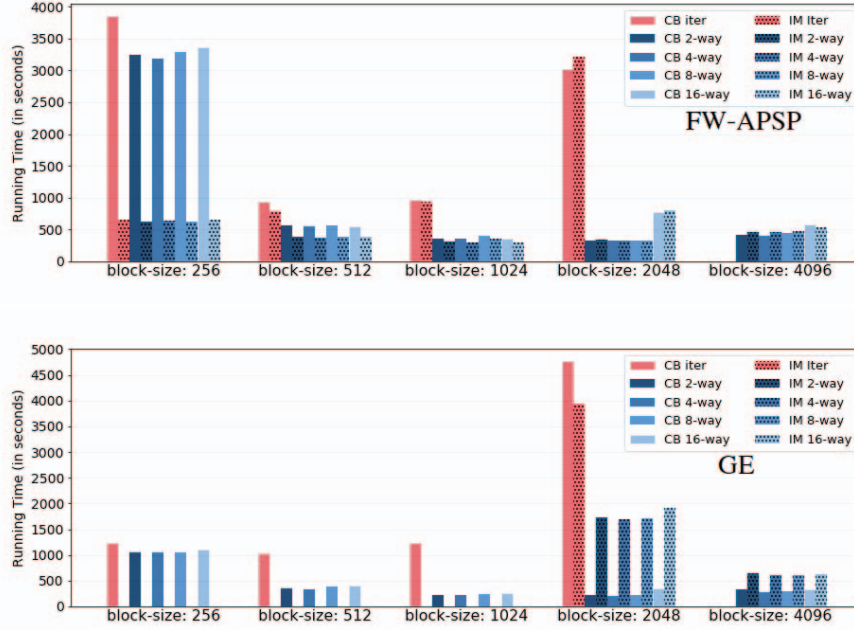 4000
3500
3000
2500
2000
1500
1000
500
0
Running Time (in seconds)
CB iter
CB 2-way
CB 4-way
CB 8-way
CB 16-way
IM Iter
IM 2-way
IM 4-way
IM 8-way
IM 16-way
FW-APSP
block-size: 256 block-size: 512 block-size: 1024 block-size: 2048 block-size: 4096
5000
4500
4000
3500
3000
2500
2000
1500
1000
500
0
Running Time (in seconds)
CB iter
CB 2-way
CB 4-way
CB 8-way
CB 16-way
IM Iter
IM 2-way
IM 4-way
IM 8-way
IM 16-way
GE
block-size: 256 block-size: 512 block-size: 1024 block-size: 2048 block-size: 4096